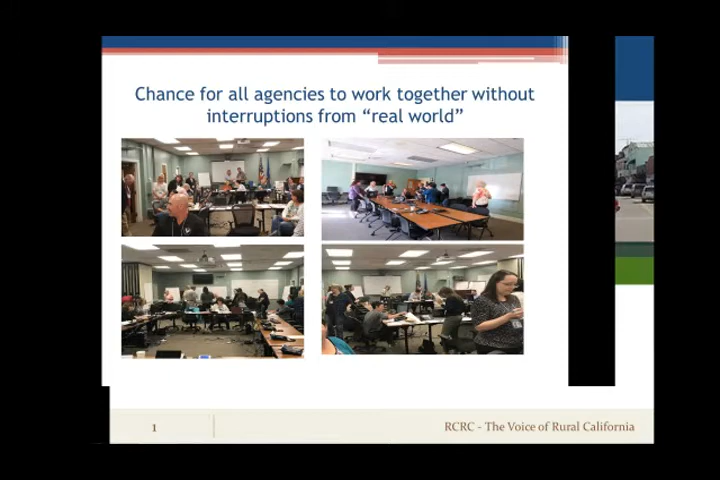 Chance for all agencies to work together without
interruptions from “real world”
1
RCRC - The Voice of Rural California